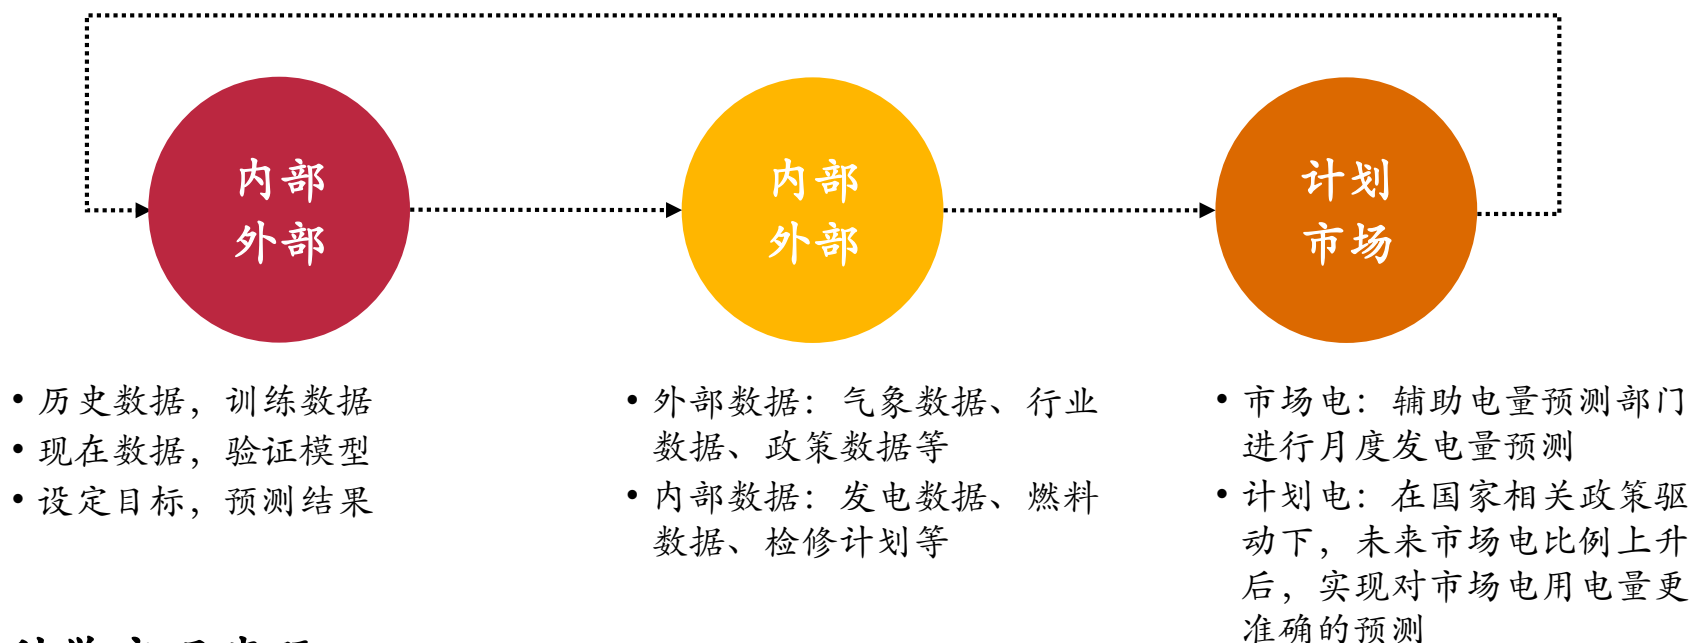 内部
外部
内部
外部
计划
市场
• 历史数据，训练数据
• 现在数据，验证模型
• 设定目标，预测结果
• 外部数据：气象数据、行业
数据、政策数据等
• 内部数据：发电数据、燃料
数据、检修计划等
• 市场电：辅助电量预测部门
进行月度发电量预测
• 计划电：在国家相关政策驱
动下，未来市场电比例上升
后，实现对市场电用电量更
准确的预测